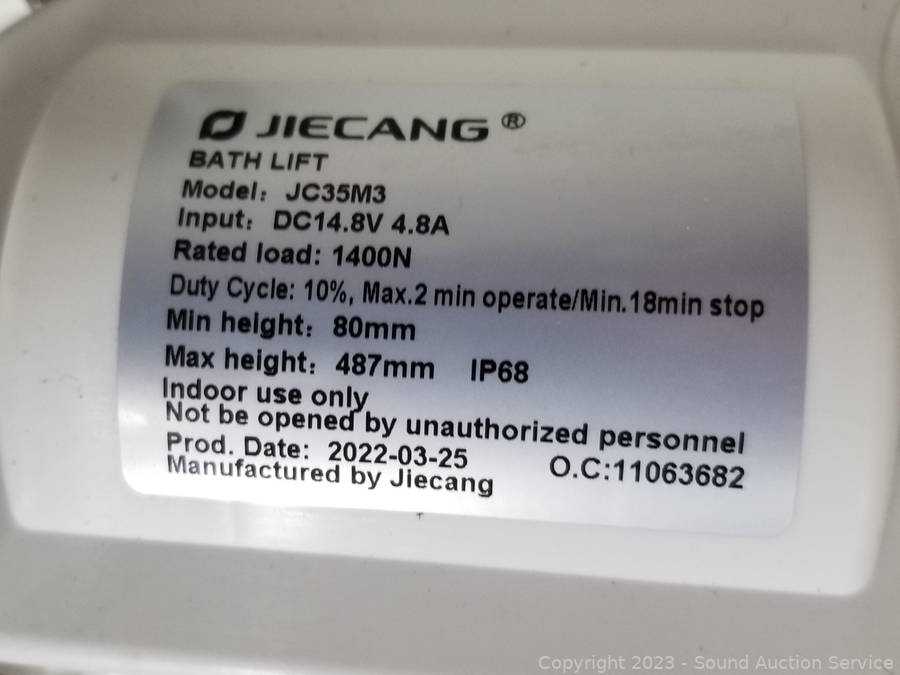 JIECANG ®
BATH LIFT
Model: JC35M3
Input: DC14.8V 4.8A
Rated load: 1400N
Duty Cycle: 10%, Max.2 min operate/Min.18min stop
Min height: 80mm
Max height: 487mm IP68
Indoor use only
Not be opened by unauthorized personnel
Prod. Date: 2022-03-25 O.C:11063682
Manufactured by Jiecang
Copyright 2023 - Sound Auction Service